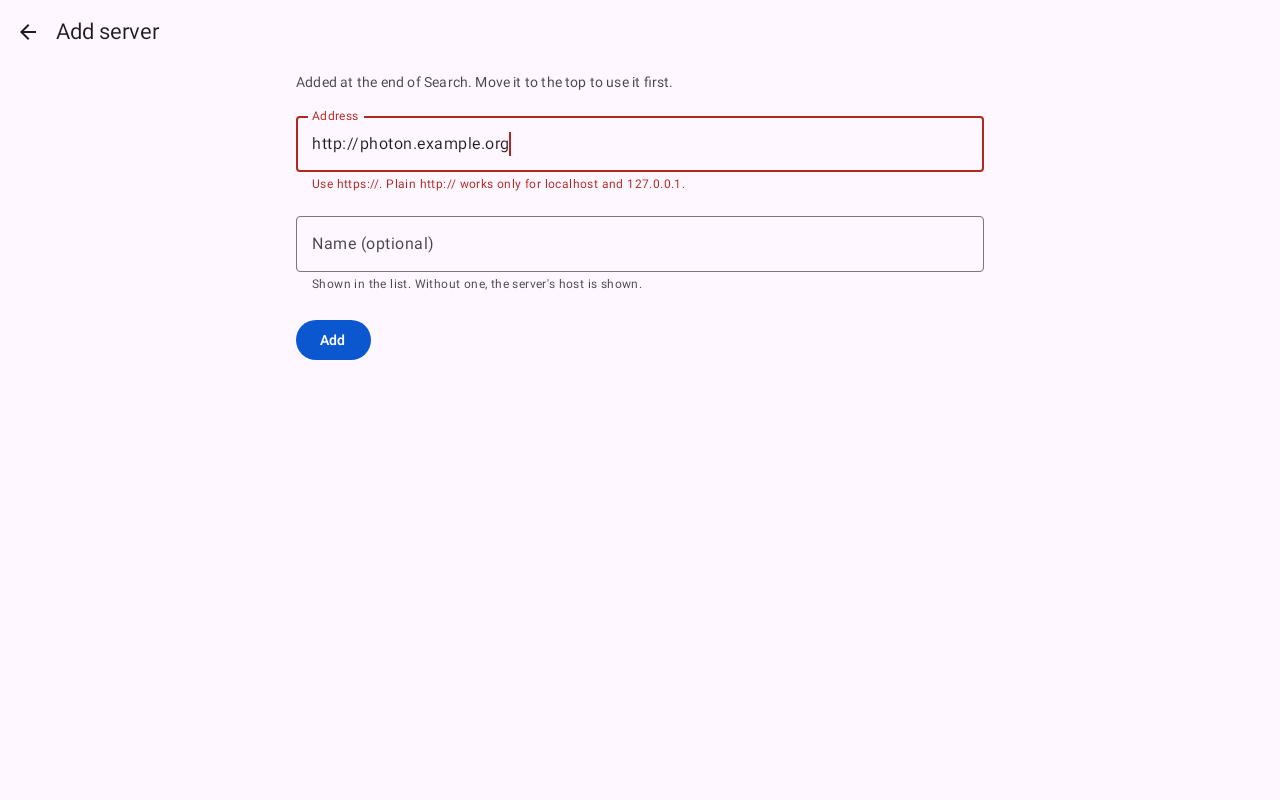 Add server
Added at the end of Search. Move it to the top to use it first.
Address
http://photon.example.org
Use https://. Plain http:// works only for localhost and 127.0.0.1.
Name (optional)
Shown in the list. Without one, the server's host is shown.
Add